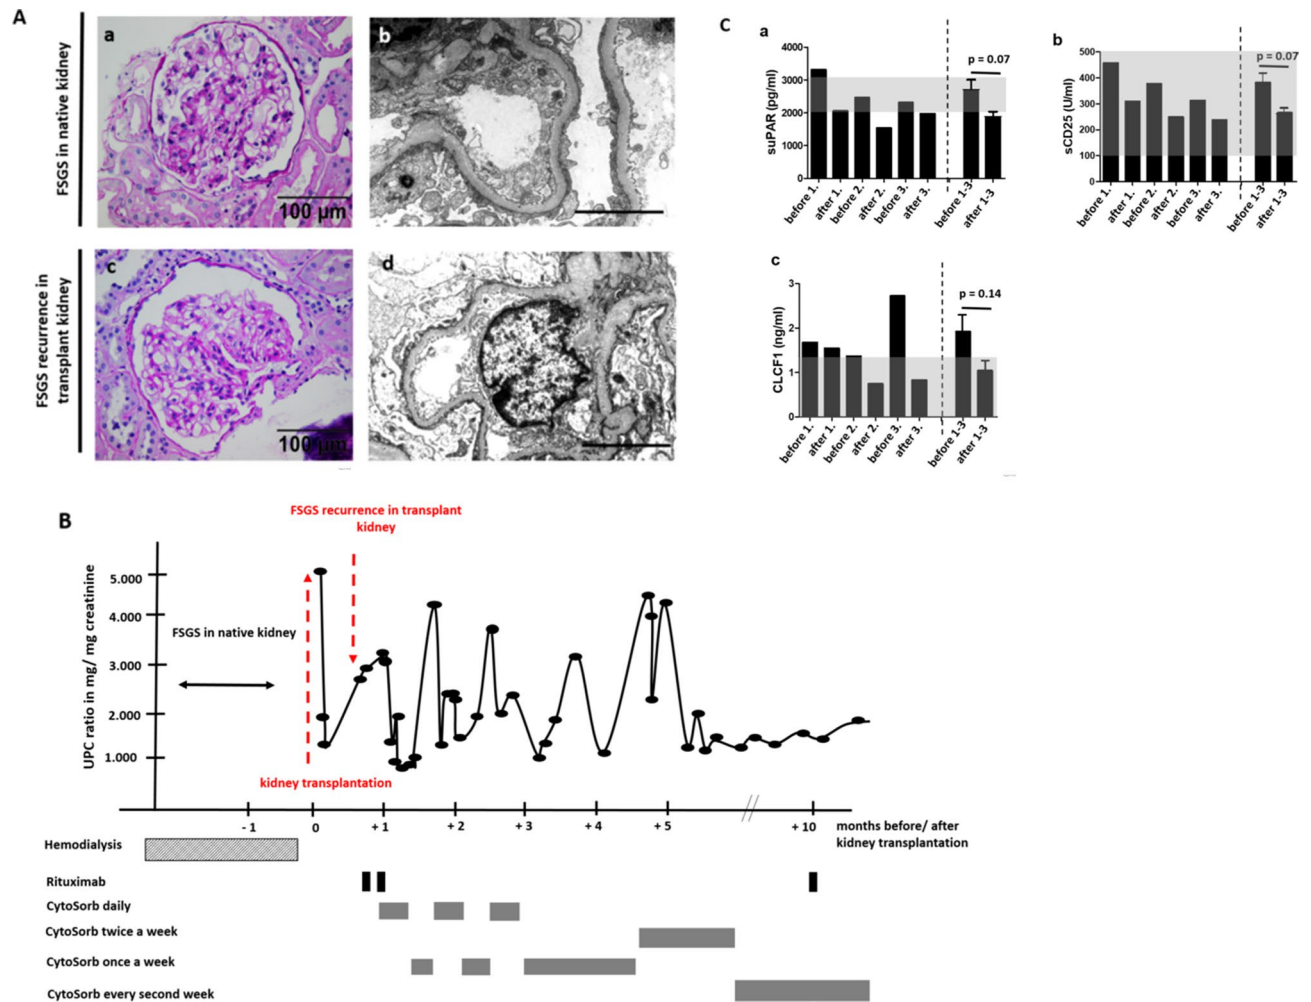 A
FSGS in native kidney
a
100 µm
b
FSGS recurrence in
transplant kidney
c
100 µm
d
C
a
suPAR (pg/ml)
4000
3000
2000
1000
0
p = 0.07
before 1.
after 1.
before 2.
after 2.
before 3.
after 3.
before 1-3
after 1-3
b
sCD25 (U/ml)
500
400
300
200
100
0
p = 0.07
before 1.
after 1.
before 2.
after 2.
before 3.
after 3.
before 1-3
after 1-3
c
CLCF1 (ng/ml)
3
2
1
0
p = 0.14
before 1.
after 1.
before 2.
after 2.
before 3.
after 3.
before 1-3
after 1-3
B
FSGS recurrence in transplant
kidney
UPC ratio in mg/ mg creatinine
5.000
4.000
3.000
2.000
1.000
FSGS in native kidney
kidney transplantation
- 1
0
+ 1
+ 2
+ 3
+ 4
+ 5
+ 10
months before/ after
kidney transplantation
Hemodialysis
Rituximab
CytoSorb daily
CytoSorb twice a week
CytoSorb once a week
CytoSorb every second week